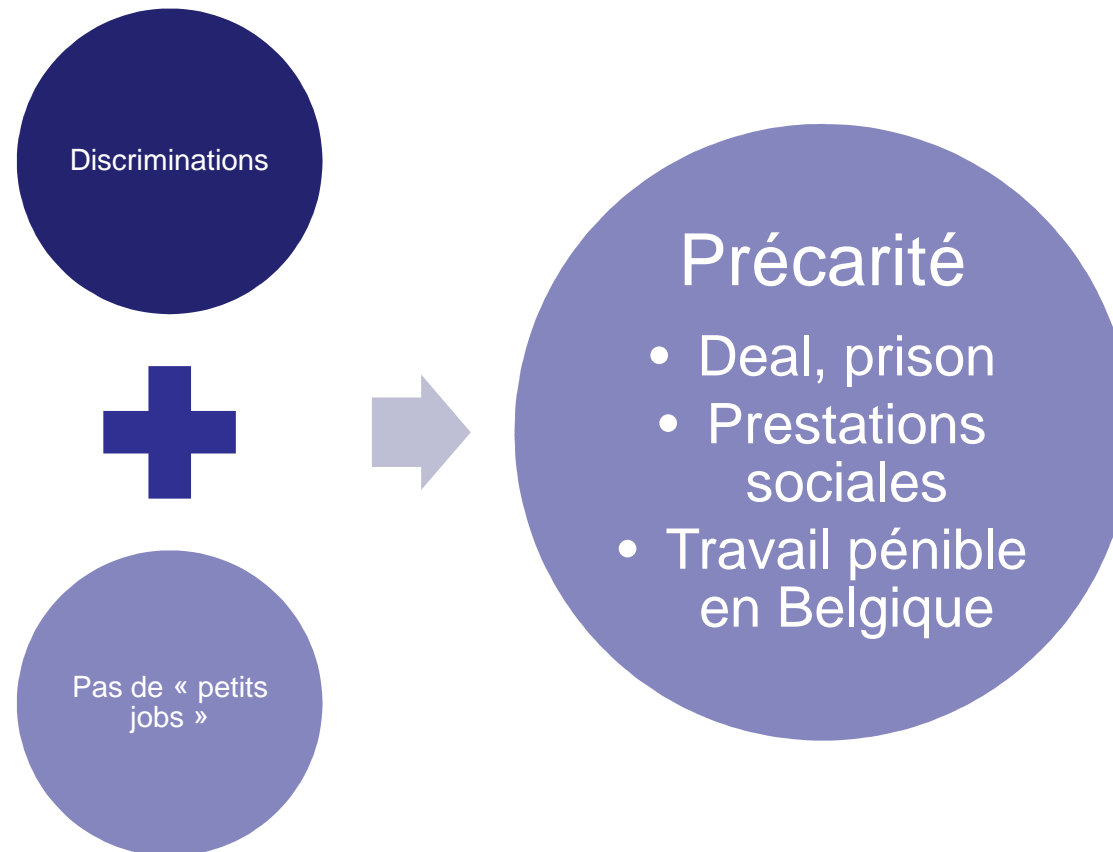 Discriminations
Pas de « petits
jobs »
Précarité
• Deal, prison
• Prestations
sociales
• Travail pénible
en Belgique